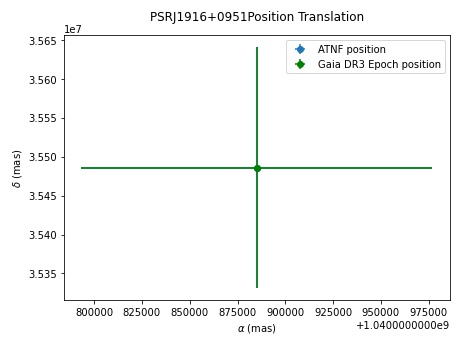 PSRJ1916+0951Position Translation
1e7
ATNF position
Gaia DR3 Epoch position
3.565
3.560
3.555
3.550
3.545
3.540
3.535
δ (mas)
800000 825000 850000 875000 900000 925000 950000 975000
α (mas)
+1.0400000000e9